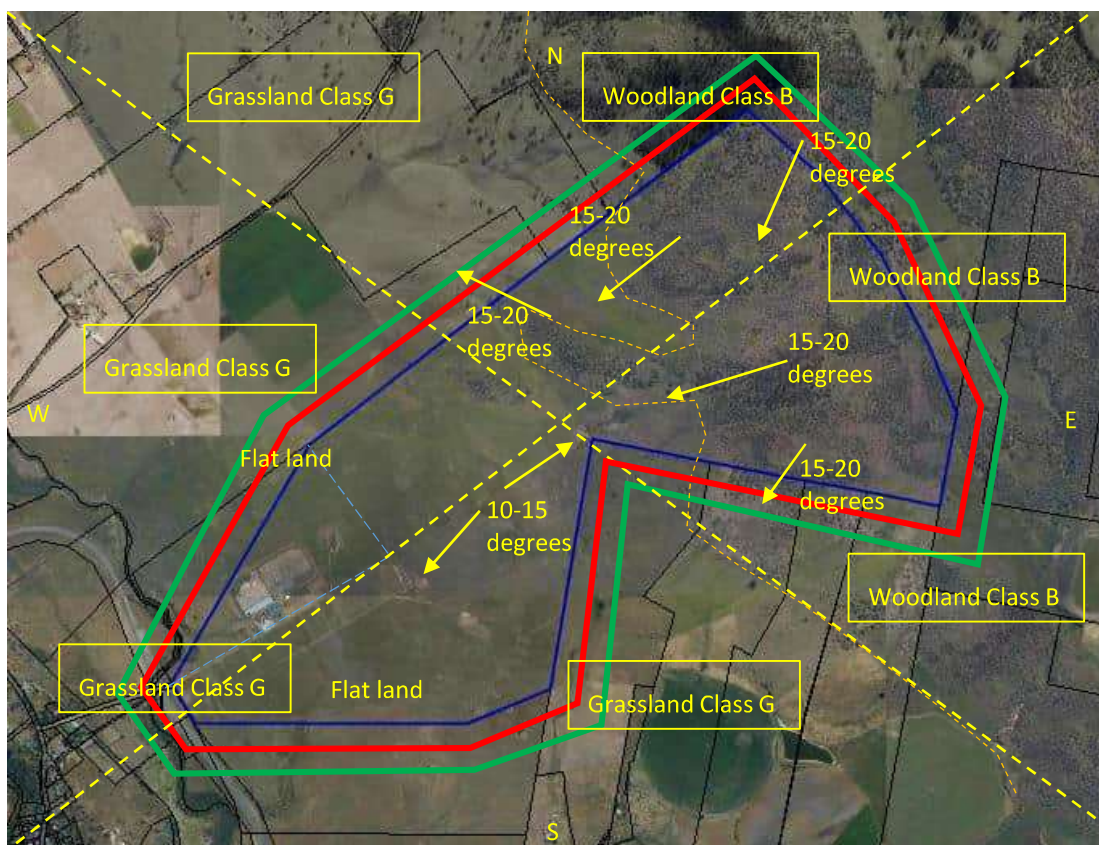 N
Grassland Class G
Woodland Class B
15-20
degrees
15-20
degrees
Woodland Class B
15-20
degrees
15-20
degrees
Grassland Class G
W
E
Flat land
15-20
degrees
10-15
degrees
Woodland Class B
Grassland Class G
Flat land
Grassland Class G
S